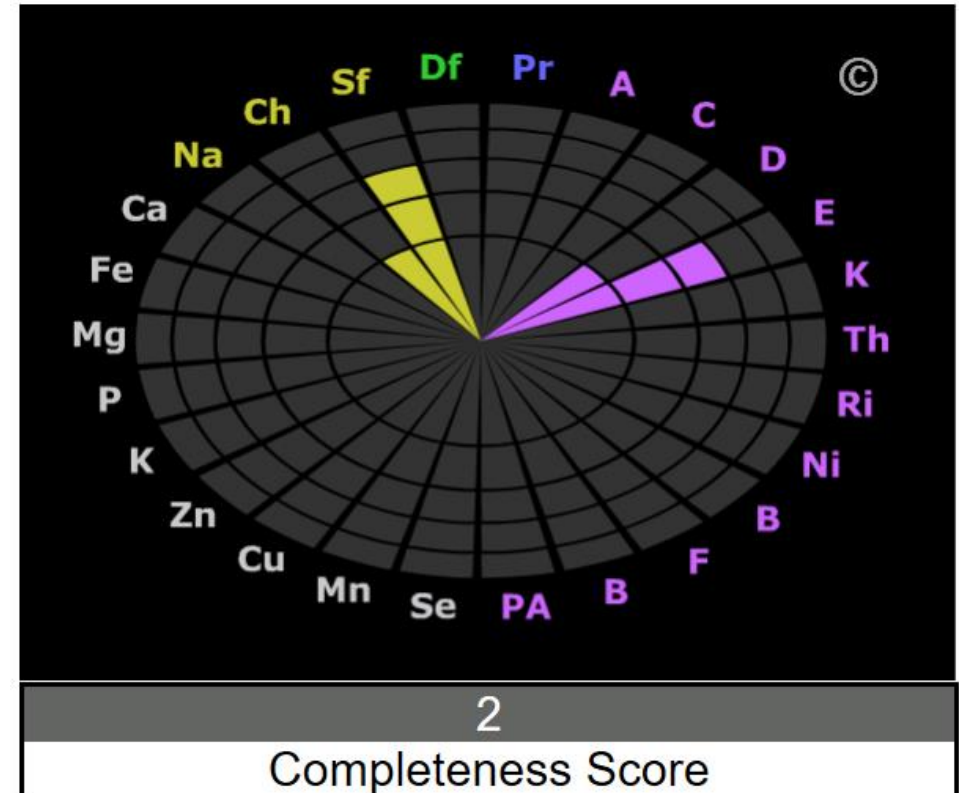 Df Pr
Sf A ©
Ch C
Na D
Ca E
Fe K
Mg Th
P Ri
K Ni
Zn B
Cu F
Mn B
Se PA
2
Completeness Score